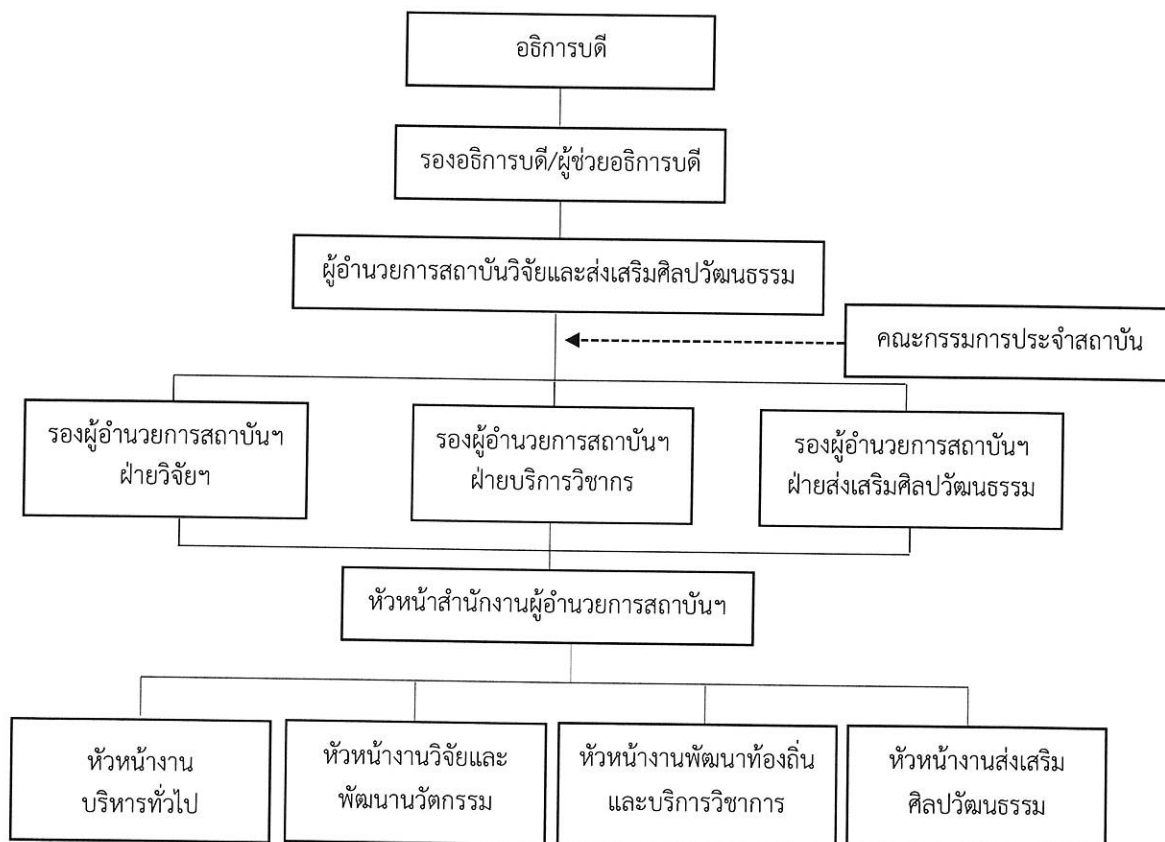 อธิการบดี
รองอธิการบดี/ผู้ช่วยอธิการบดี
ผู้อำนวยการสถาบันวิจัยและส่งเสริมศิลปวัฒนธรรม
คณะกรรมการประจำสถาบัน
รองผู้อำนวยการสถาบันฯ
ฝ่ายวิจัยฯ
รองผู้อำนวยการสถาบันฯ
ฝ่ายบริการวิชากร
รองผู้อำนวยการสถาบันฯ
ฝ่ายส่งเสริมศิลปวัฒนธรรม
หัวหน้าสำนักงานผู้อำนวยการสถาบันฯ
หัวหน้างาน
บริหารทั่วไป
หัวหน้างานวิจัยและ
พัฒนานวัตกรรม
หัวหน้างานพัฒนาท้องถิ่น
และบริการวิชาการ
หัวหน้างานส่งเสริม
ศิลปวัฒนธรรม